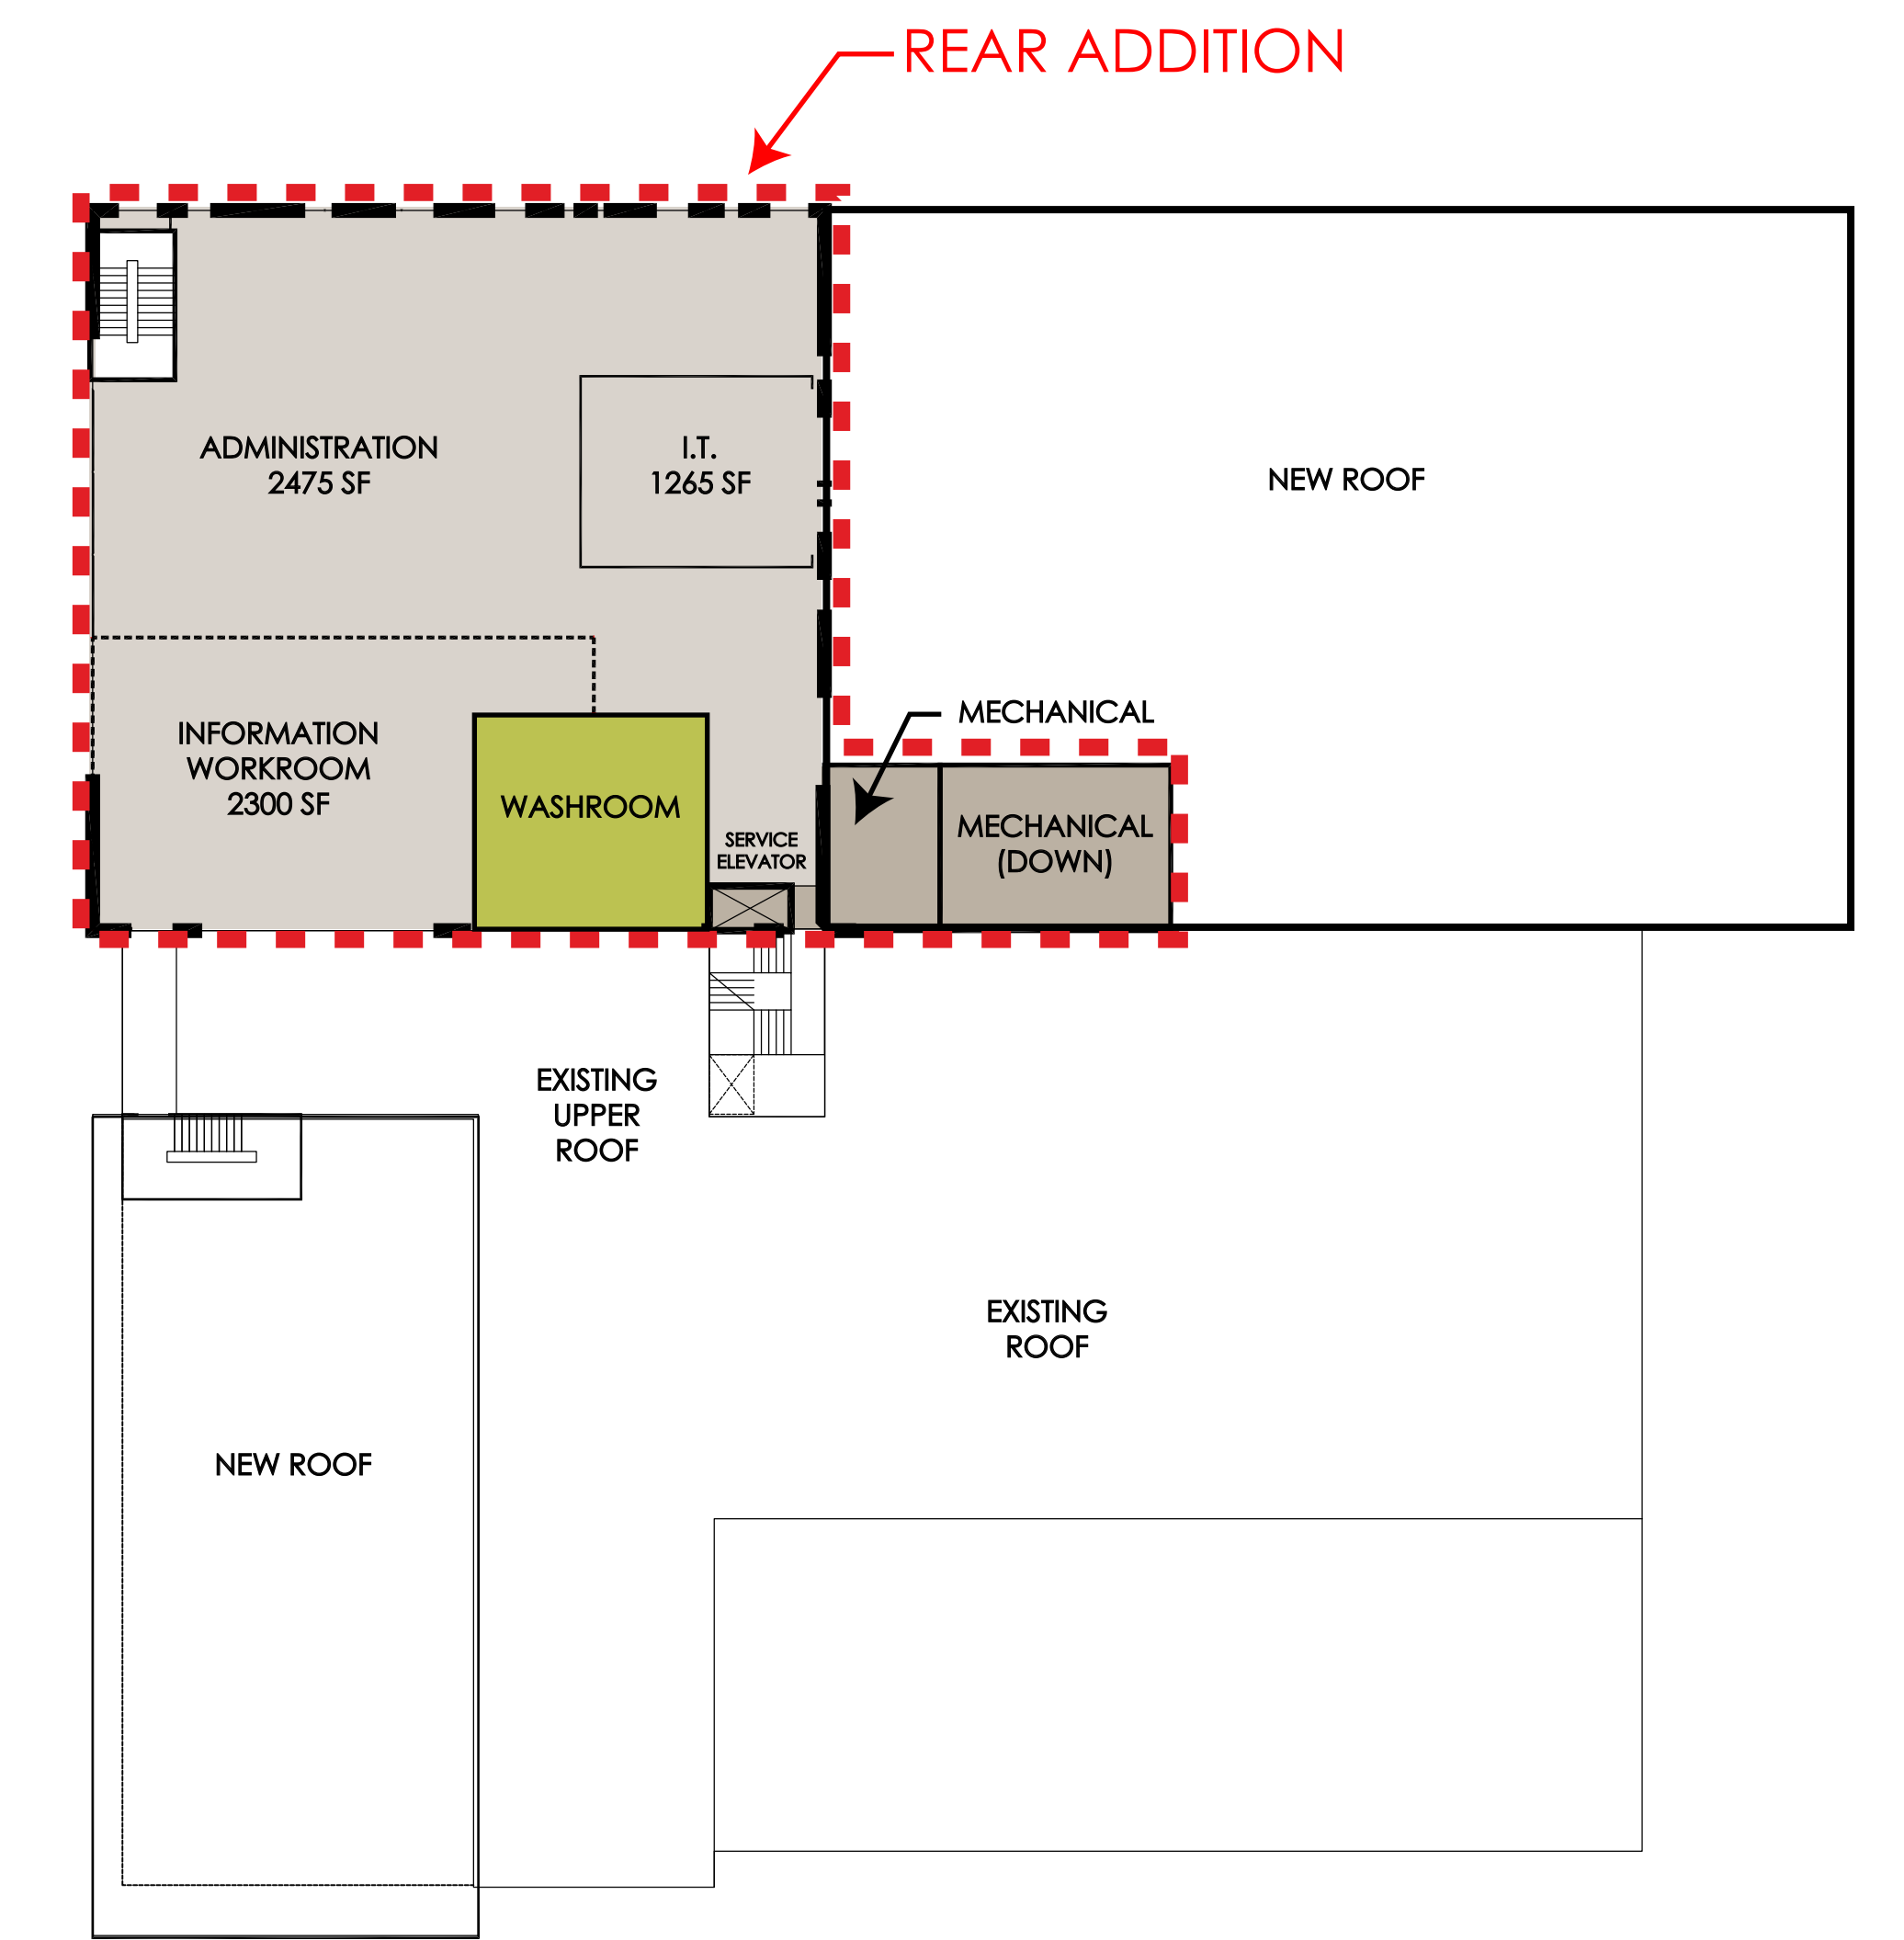 REAR ADDITION
ADMINISTRATION
2475 SF
I.T.
1265 SF
NEW ROOF
INFORMATION
WORKROOM
2300 SF
WASHROOM
SERVICE
ELEVATOR
MECHANICAL
MECHANICAL
(DOWN)
EXISTING
UPPER
ROOF
EXISTING
ROOF
NEW ROOF